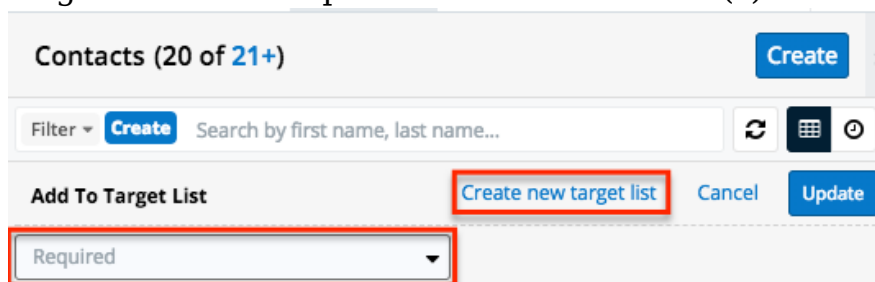 Contacts (20 of 21+) Create
Filter Create Search by first name, last name...
Add To Target List Create new target list Cancel Update
Required